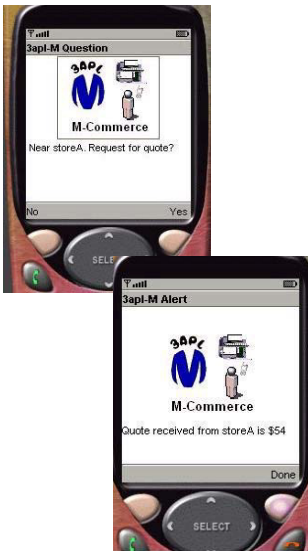 3apl-M Question
3APL
M
M-Commerce
Near storeA. Request for quote?
No Yes
SELE
3apl-M Alert
3APL
M
M-Commerce
Quote received from storeA is $54
Done
SELECT